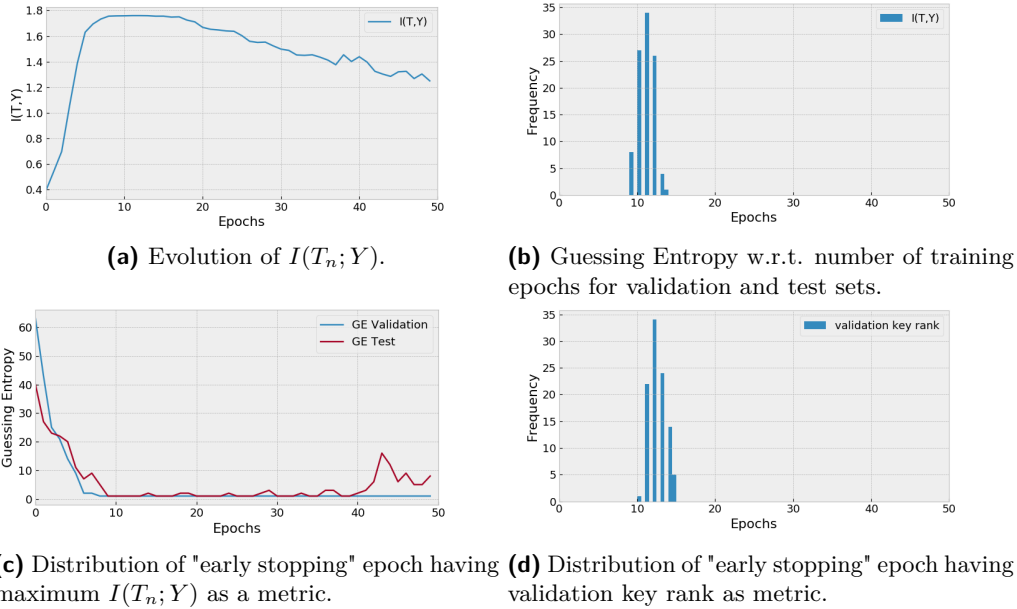 1.8
1.6
1.4
1.2
1.0
0.8
0.6
0.4
I(T,Y)
I(T,Y)
0 10 20 30 40 50
Epochs
(a) Evolution of I(Tn; Y).
35
30
25
20
15
10
5
0
Frequency
I(T,Y)
0 10 20 30 40 50
Epochs
(b) Guessing Entropy w.r.t. number of training
epochs for validation and test sets.
60
50
40
30
20
10
0
Guessing Entropy
GE Validation
GE Test
0 10 20 30 40 50
Epochs
(c) Distribution of "early stopping" epoch having
maximum I(Tn; Y) as a metric.
35
30
25
20
15
10
5
0
Frequency
validation key rank
0 10 20 30 40 50
Epochs
(d) Distribution of "early stopping" epoch having
validation key rank as metric.